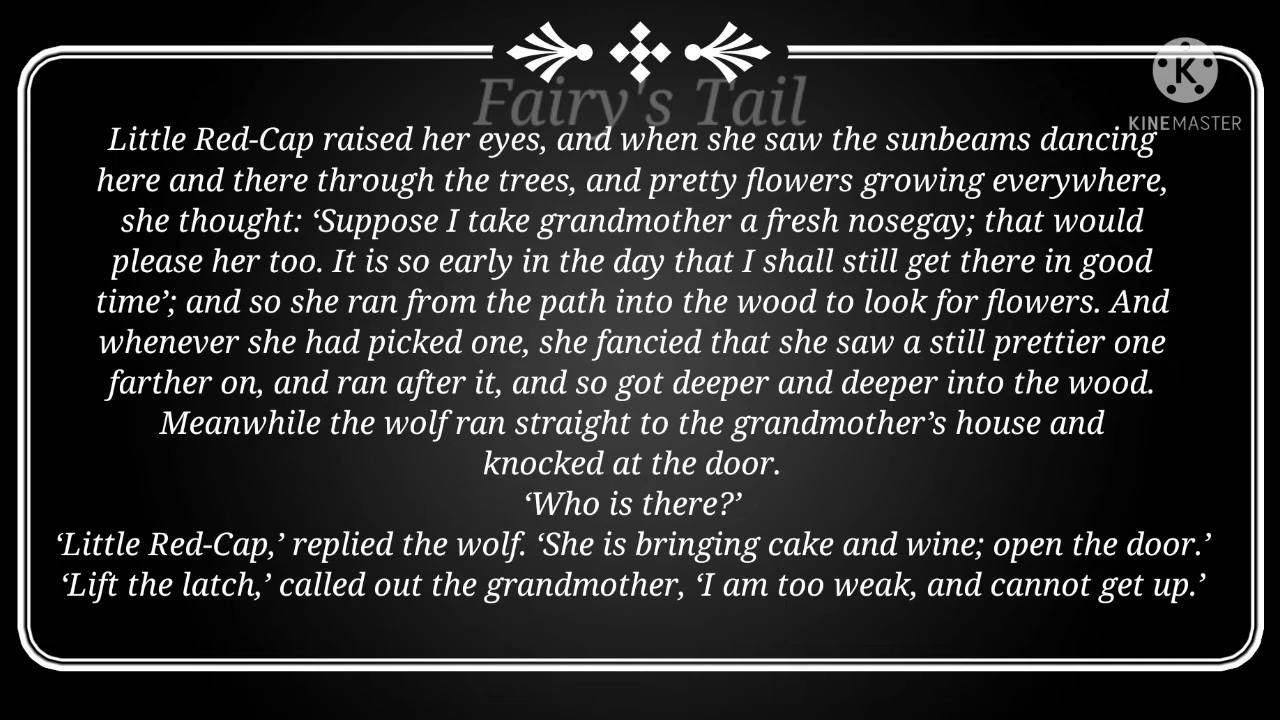 Fairy's Tail
K
KINEMASTER
Little Red-Cap raised her eyes, and when she saw the sunbeams dancing
here and there through the trees, and pretty flowers growing everywhere,
she thought: ‘Suppose I take grandmother a fresh nosegay; that would
please her too. It is so early in the day that I shall still get there in good
time’; and so she ran from the path into the wood to look for flowers. And
whenever she had picked one, she fancied that she saw a still prettier one
farther on, and ran after it, and so got deeper and deeper into the wood.
Meanwhile the wolf ran straight to the grandmother’s house and
knocked at the door.
‘Who is there?’
‘Little Red-Cap,’ replied the wolf. ‘She is bringing cake and wine; open the door.’
‘Lift the latch,’ called out the grandmother, ‘I am too weak, and cannot get up.’